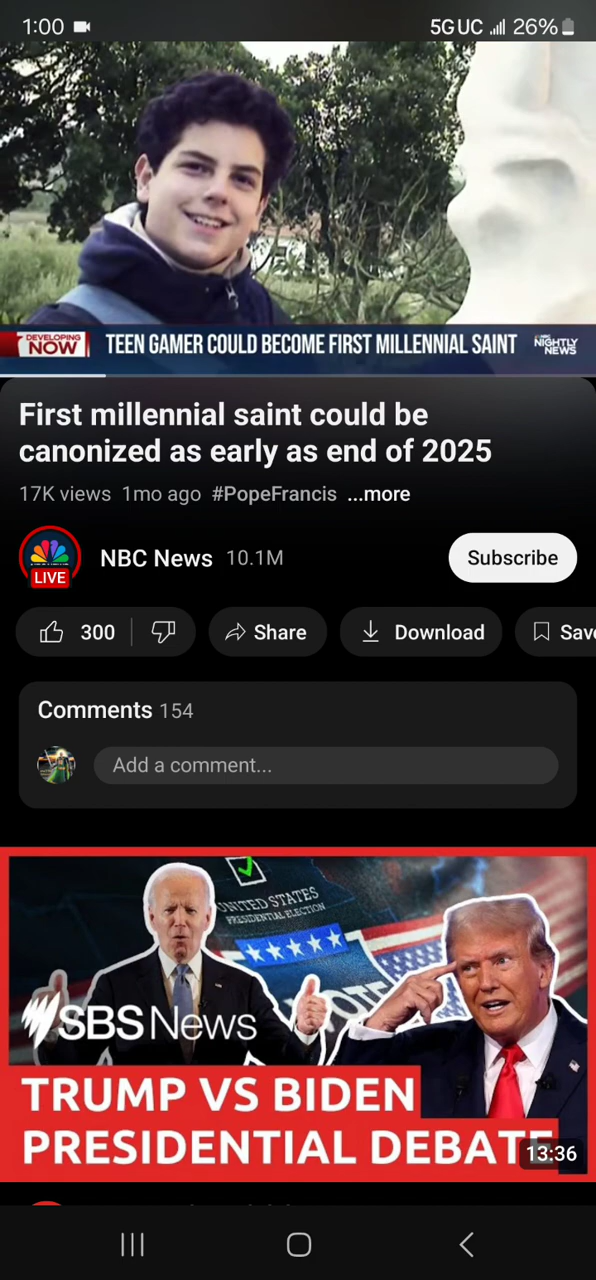 1:00
5G UC 26%
DEVELOPING
NOW
TEEN GAMER COULD BECOME FIRST MILLENNIAL SAINT
NBC
NIGHTLY
NEWS
First millennial saint could be
canonized as early as end of 2025
17K views 1mo ago #PopeFrancis ...more
LIVE
NBC News 10.1M
Subscribe
300
Share
Download
Save
Comments 154
Add a comment...
UNITED STATES
PRESIDENTIAL ELECTION
VOTE
SBS News
TRUMP VS BIDEN
PRESIDENTIAL DEBATE
13:36